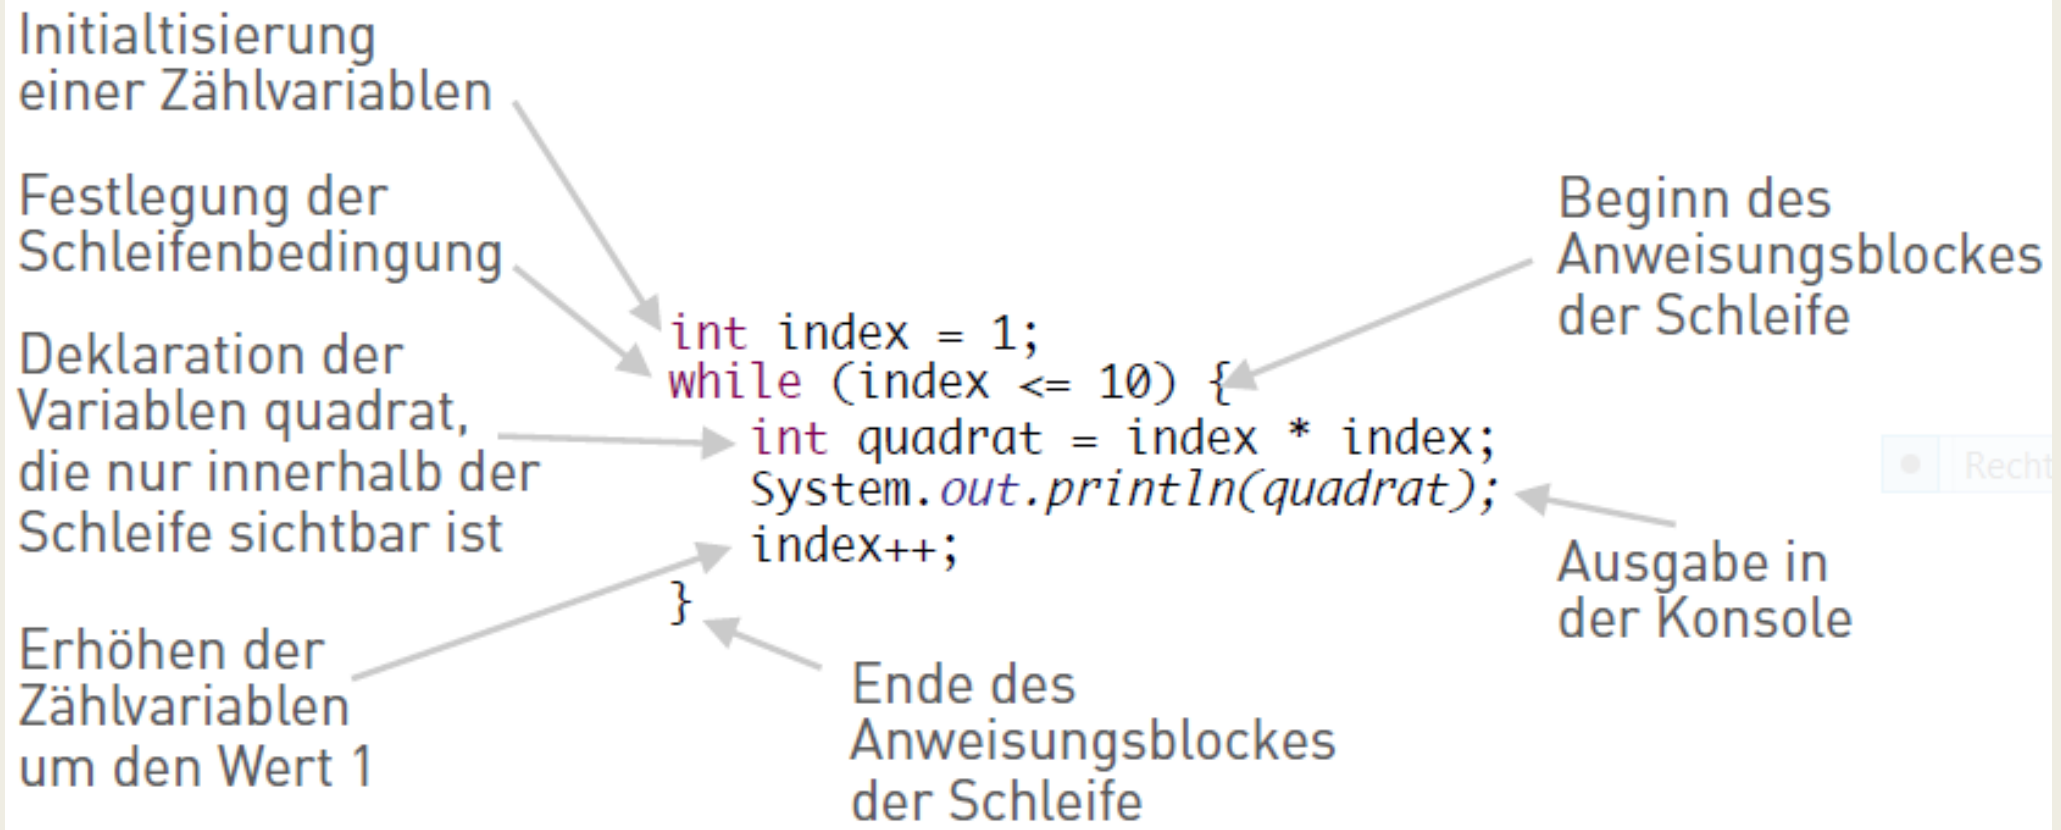 Initialtisierung
einer Zählvariablen
Festlegung der
Schleifenbedingung
Deklaration der
Variablen quadrat,
die nur innerhalb der
Schleife sichtbar ist
Erhöhen der
Zählvariablen
um den Wert 1
int index = 1;
while (index <= 10) {
int quadrat = index * index;
System.out.println(quadrat);
index++;
}
Ende des
Anweisungsblockes
der Schleife
Beginn des
Anweisungsblockes
der Schleife
Recht
Ausgabe in
der Konsole